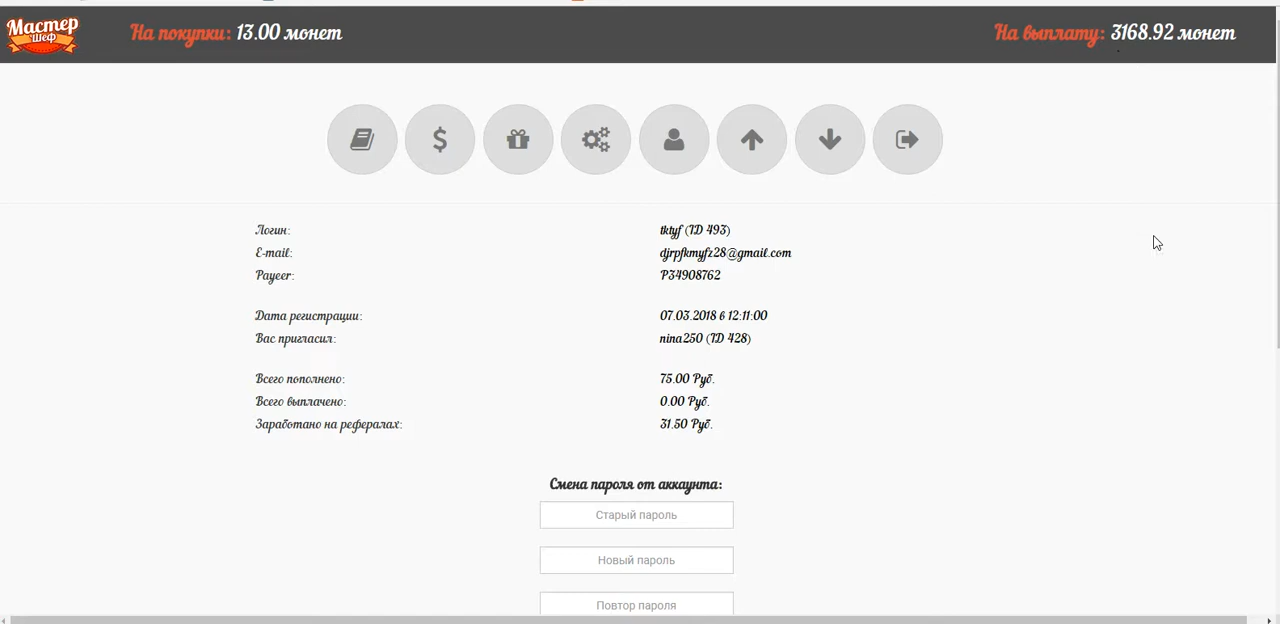 Мастер
Шеф
На покупки: 13.00 монет
На выплату: 3168.92 монет
Логин: tktyf (ID 493)
E-mail: djrpfkmyfz28@gmail.com
Payeer: P34908762
Дата регистрации: 07.03.2018 в 12:11:00
Вас пригласил: nina250 (ID 428)
Всего пополнено: 75.00 Руб.
Всего выплачено: 0.00 Руб.
Заработано на рефералах: 31.50 Руб.
Смена пароля от аккаунта:
Старый пароль
Новый пароль
Повтор пароля